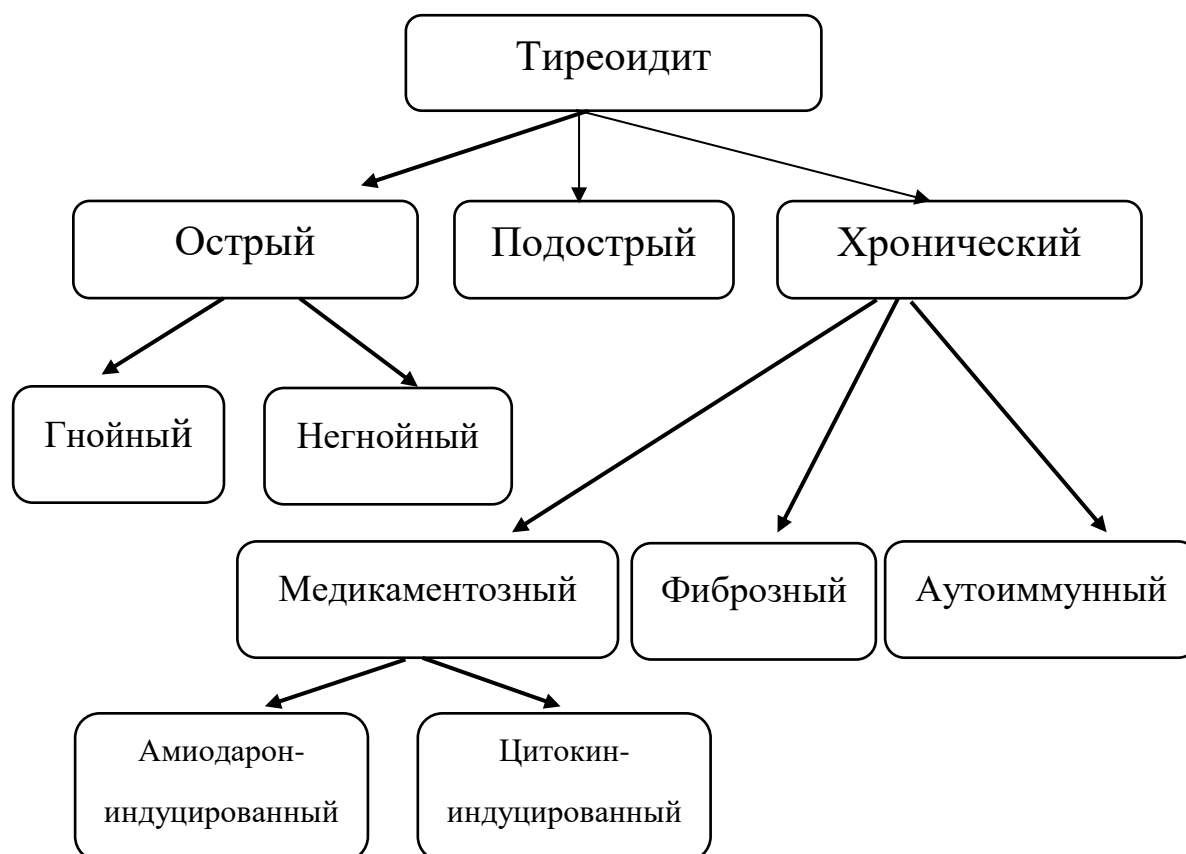 Тиреоидит
Острый
Подострый
Хронический
Гнойный
Негнойный
Медикаментозный
Фиброзный
Аутоиммунный
Амиодарон-
индуцированный
Цитокин-
индуцированный